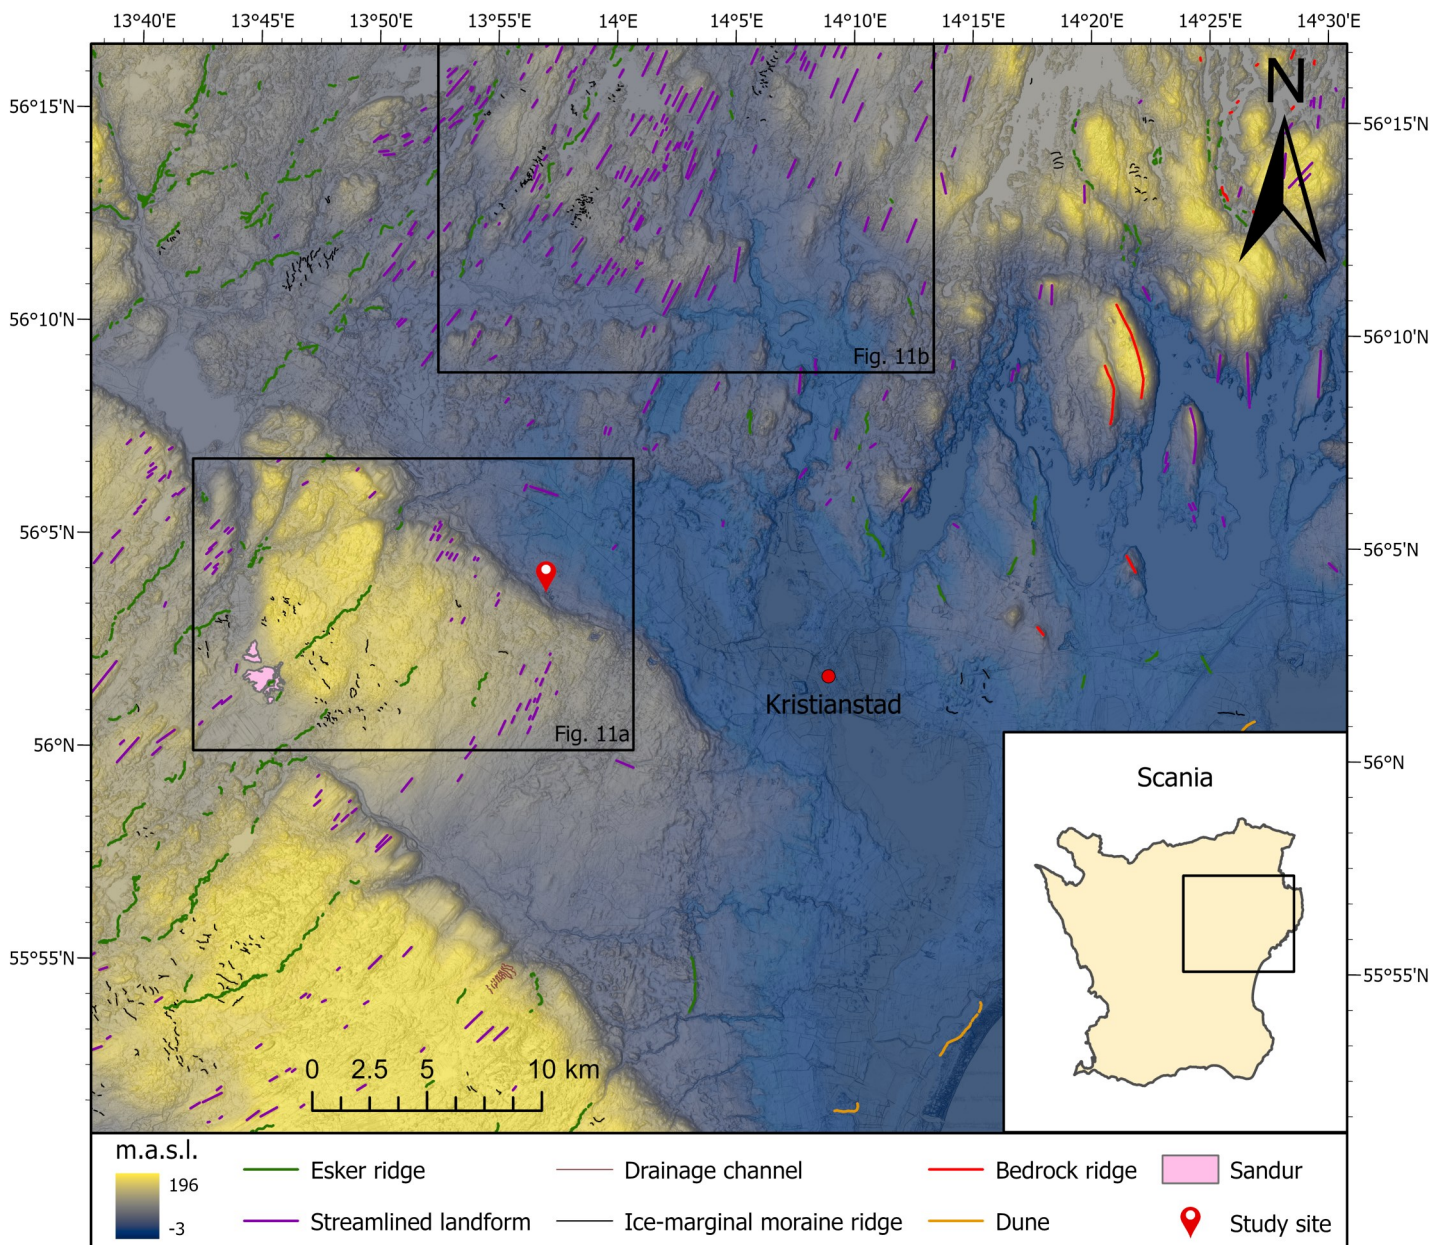 13°40'E 13°45'E 13°50'E 13°55'E 14°E 14°5'E 14°10'E 14°15'E 14°20'E 14°25'E 14°30'E
N
56°15'N 56°15'N
56°10'N 56°10'N
Fig. 11b
56°5'N 56°5'N
Kristianstad
Fig. 11a
56°N 56°N
Scania
55°55'N 55°55'N
0 2.5 5 10 km
m.a.s.l.
196
-3
Esker ridge Drainage channel Bedrock ridge Sandur
Streamlined landform Ice-marginal moraine ridge Dune Study site